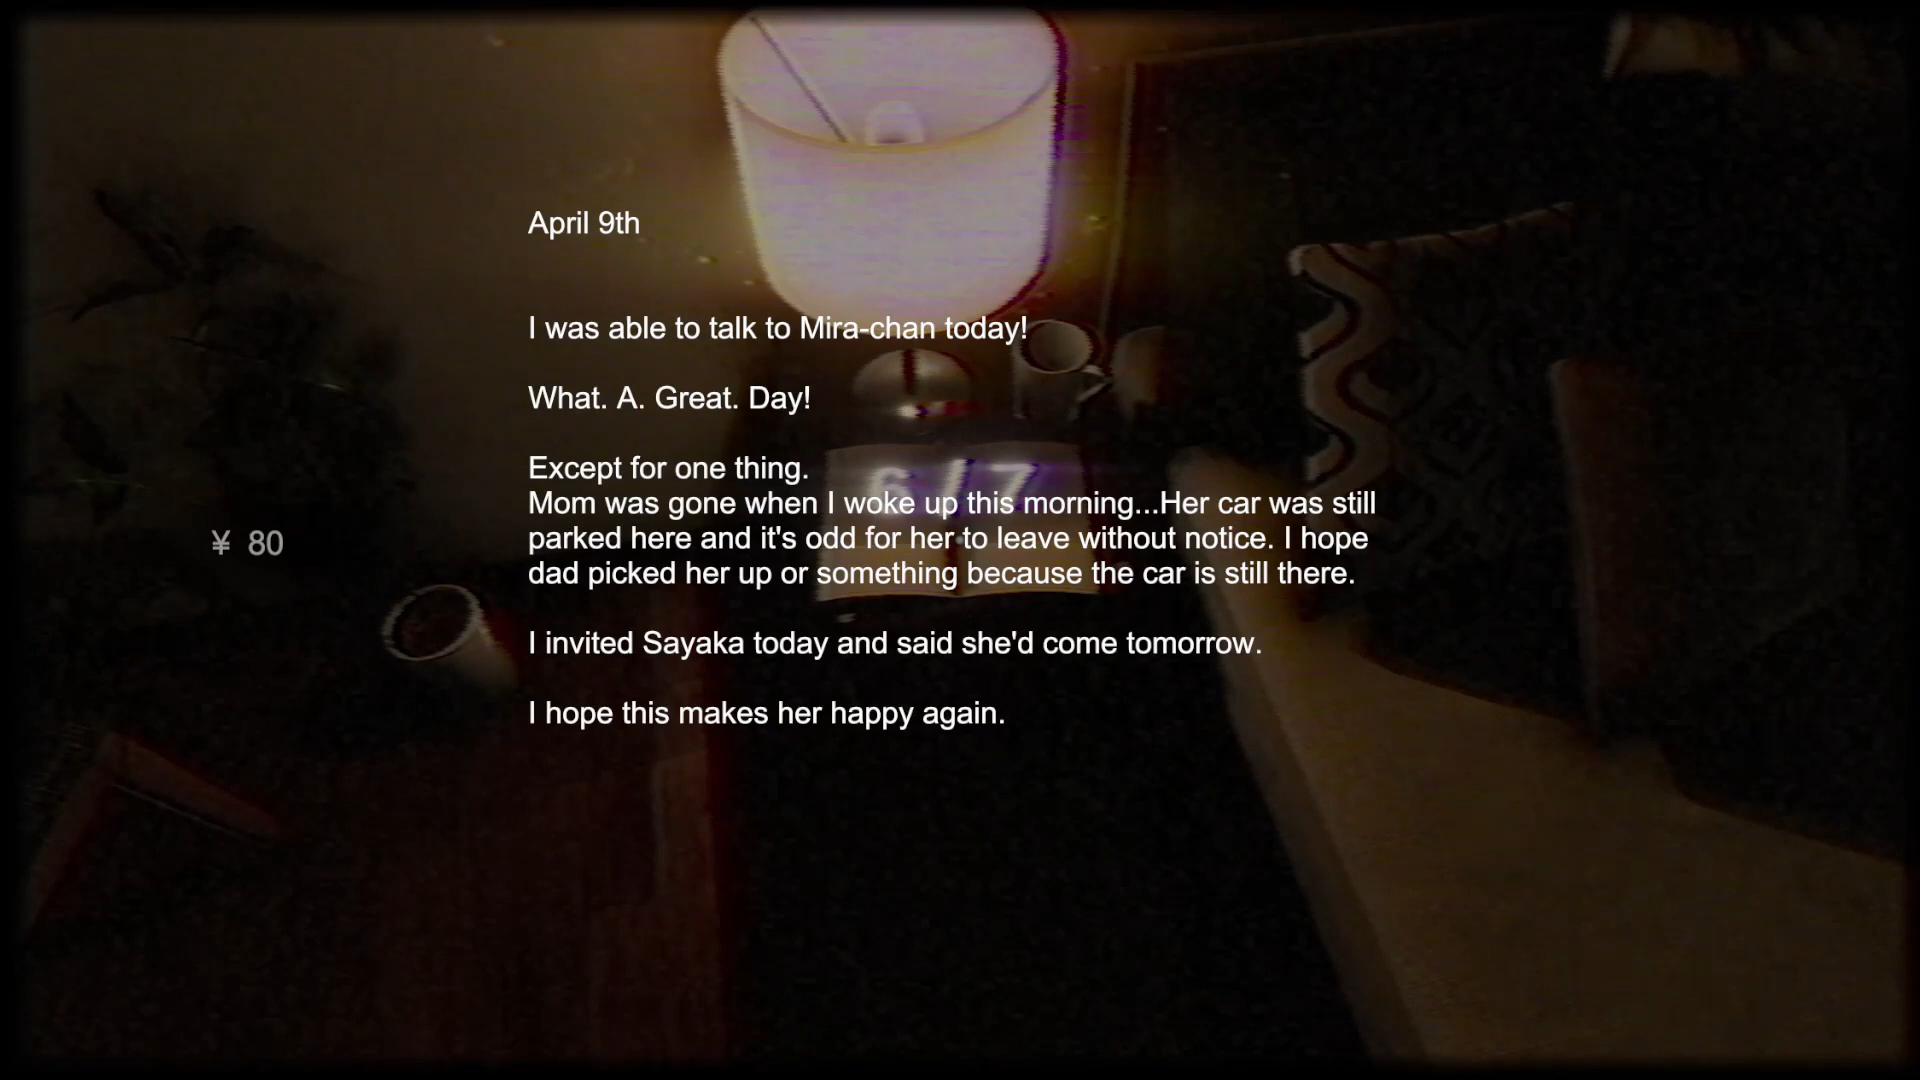 April 9th
I was able to talk to Mira-chan today!
What. A. Great. Day!
Except for one thing.
6/7
Mom was gone when I woke up this morning...Her car was still
parked here and it's odd for her to leave without notice. I hope
¥ 80
dad picked her up or something because the car is still there.
I invited Sayaka today and said she'd come tomorrow.
I hope this makes her happy again.